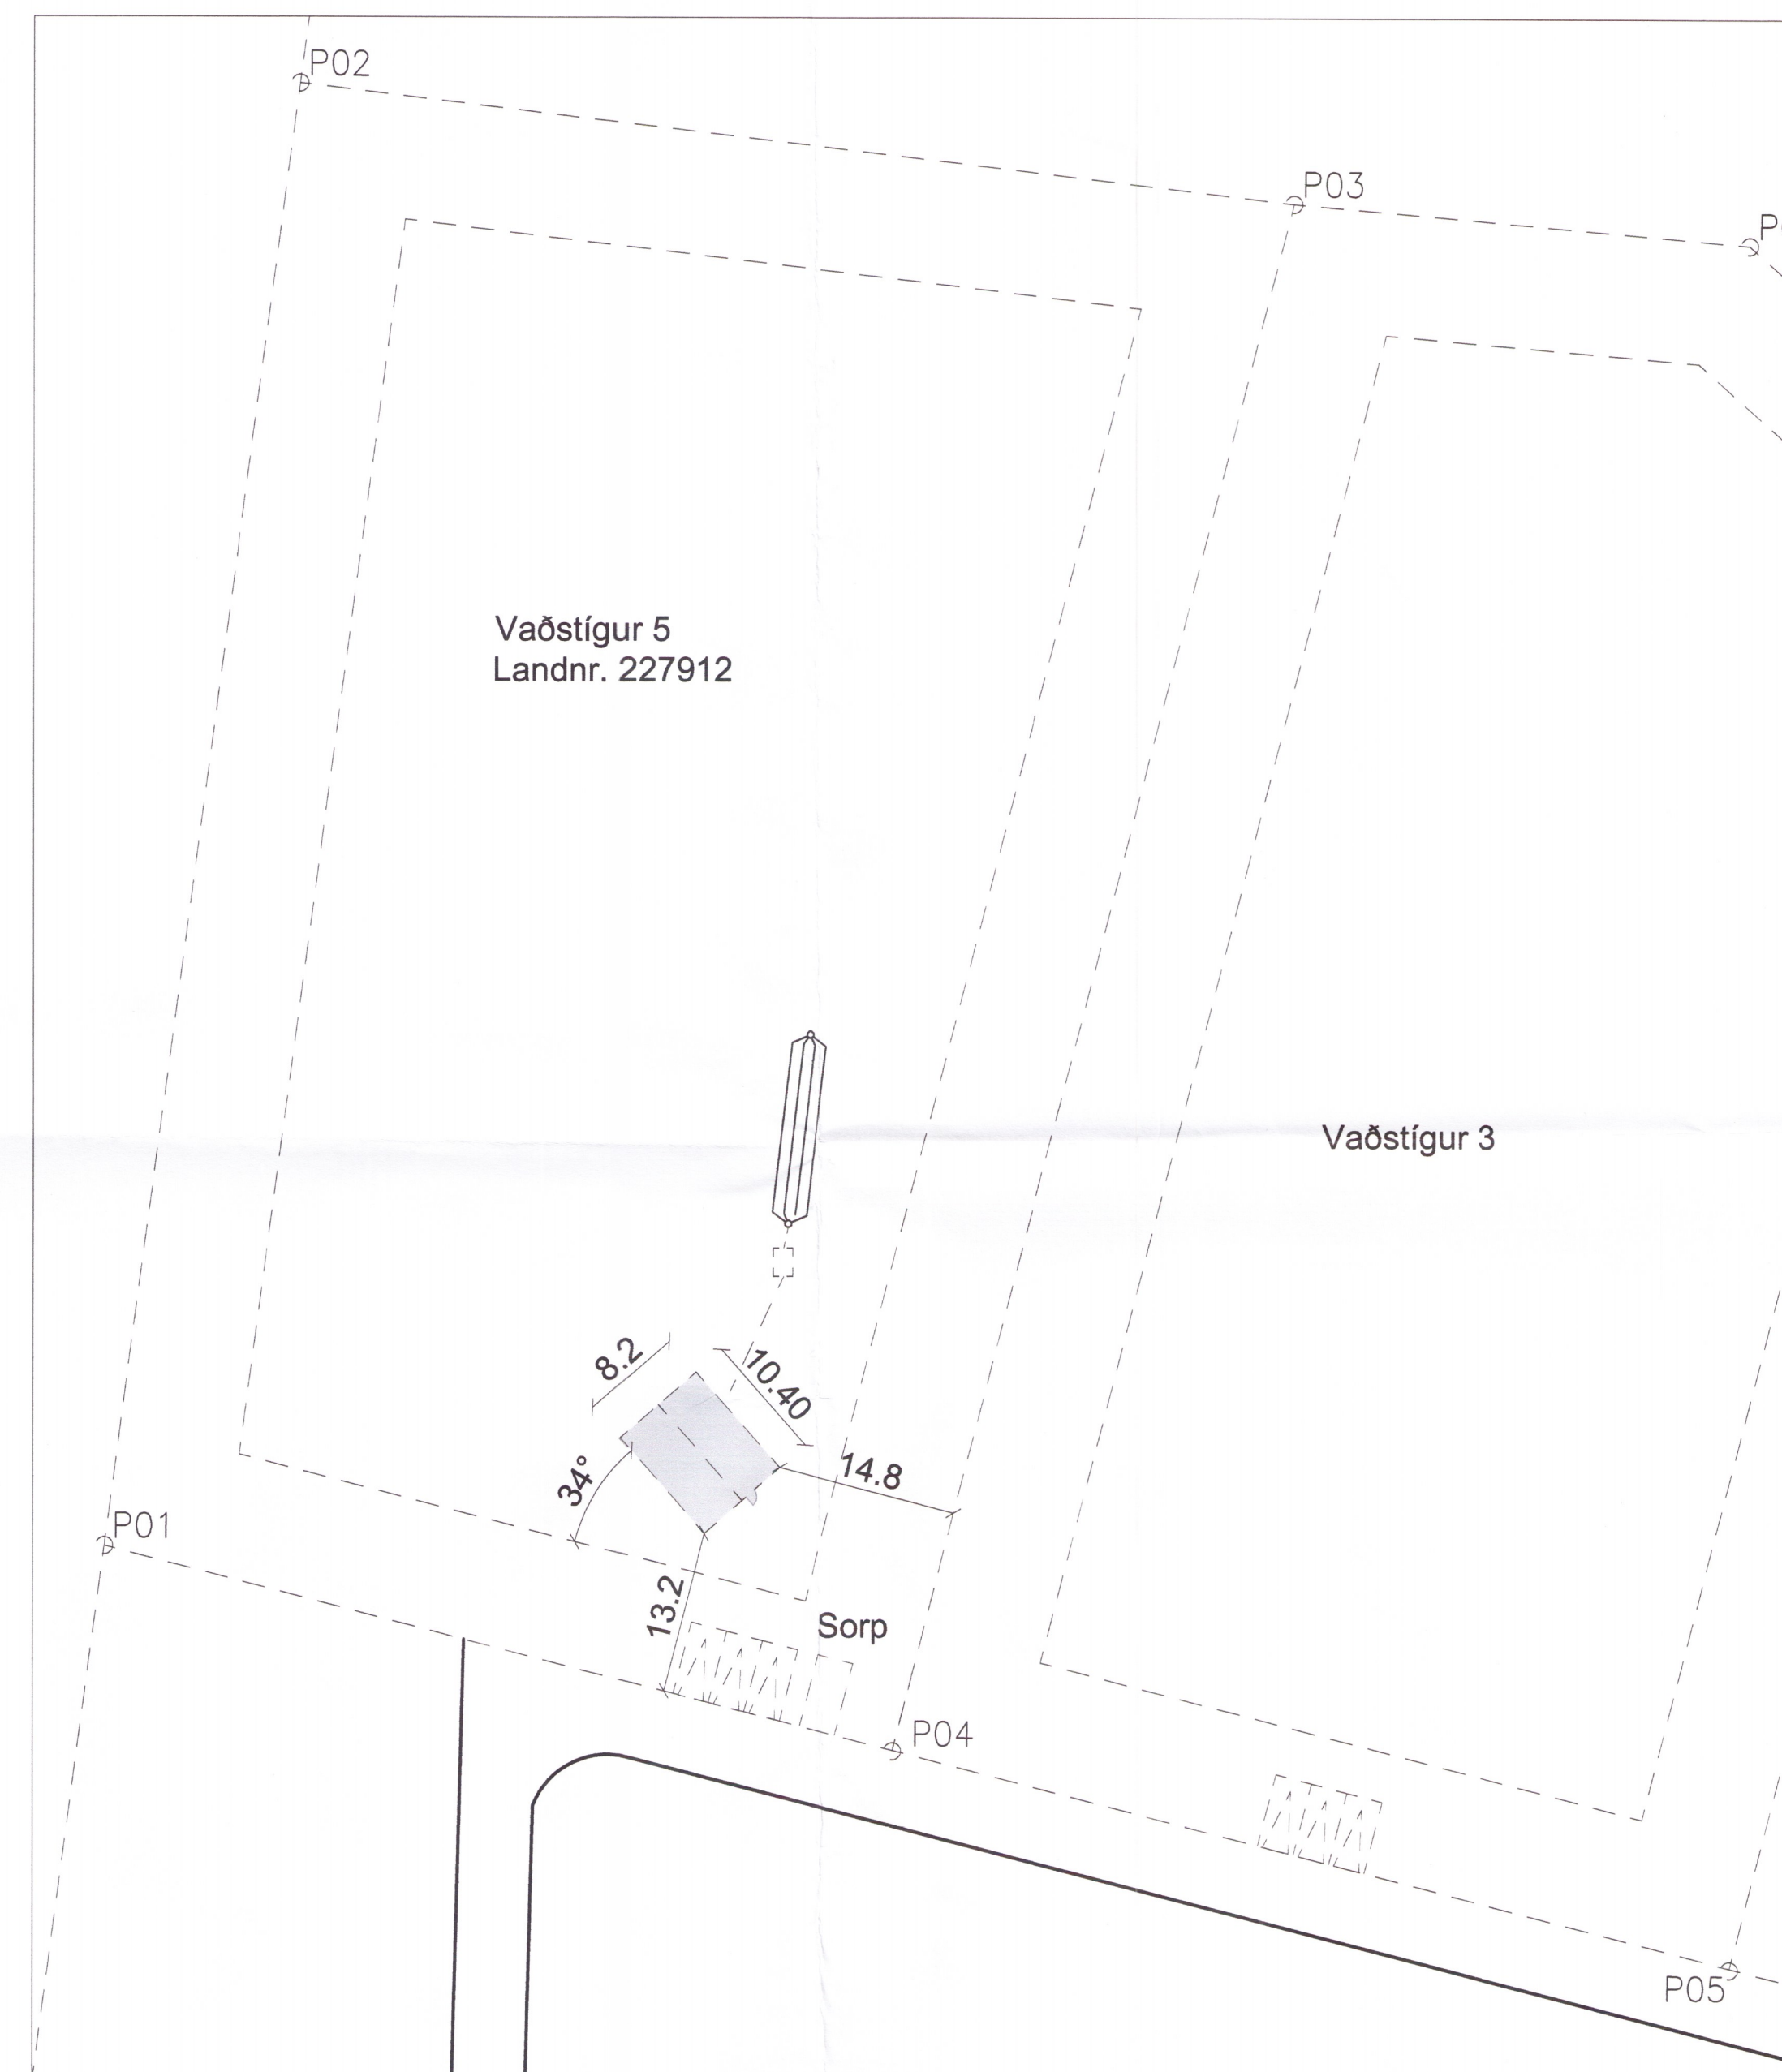 P02
P03
Vaðstígur 5
Landnr. 227912
Vaðstígur 3
8.2
10.40
34°
14.8
P01
13.2
Sorp
P04
P05